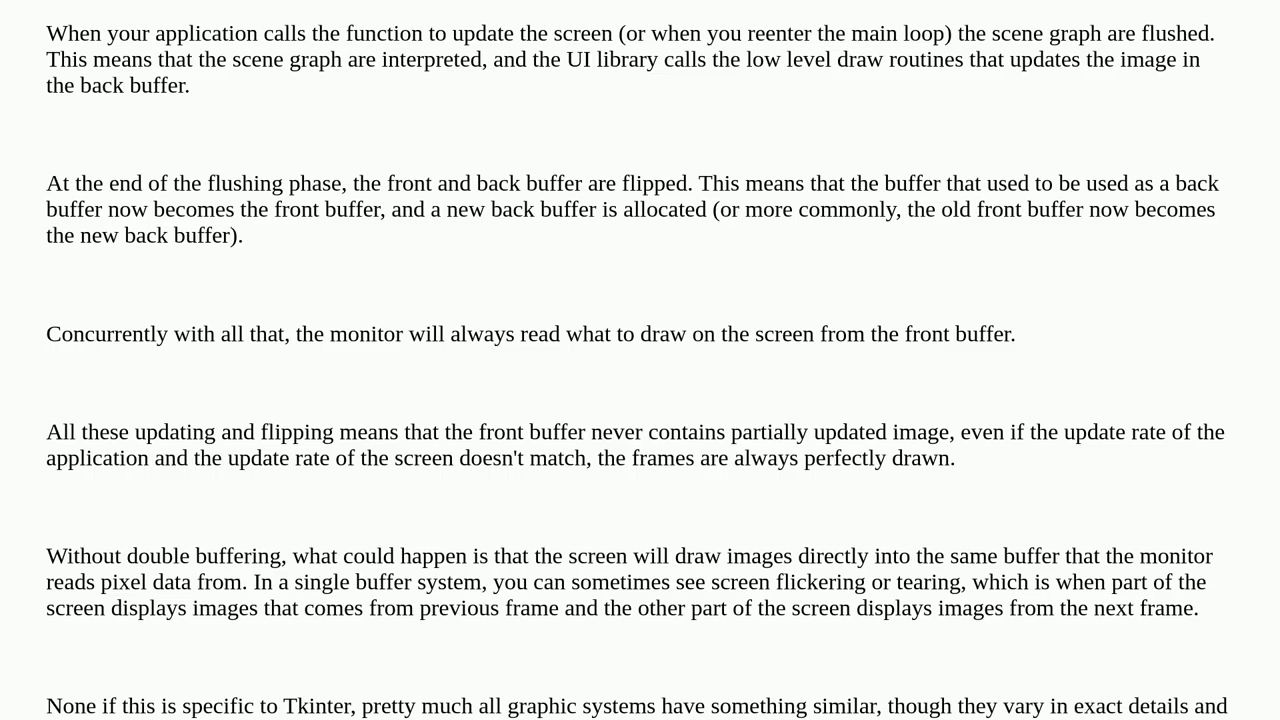 When your application calls the function to update the screen (or when you reenter the main loop) the scene graph are flushed.
This means that the scene graph are interpreted, and the UI library calls the low level draw routines that updates the image in
the back buffer.
At the end of the flushing phase, the front and back buffer are flipped. This means that the buffer that used to be used as a back
buffer now becomes the front buffer, and a new back buffer is allocated (or more commonly, the old front buffer now becomes
the new back buffer).
Concurrently with all that, the monitor will always read what to draw on the screen from the front buffer.
All these updating and flipping means that the front buffer never contains partially updated image, even if the update rate of the
application and the update rate of the screen doesn't match, the frames are always perfectly drawn.
Without double buffering, what could happen is that the screen will draw images directly into the same buffer that the monitor
reads pixel data from. In a single buffer system, you can sometimes see screen flickering or tearing, which is when part of the
screen displays images that comes from previous frame and the other part of the screen displays images from the next frame.
None if this is specific to Tkinter, pretty much all graphic systems have something similar, though they vary in exact details and